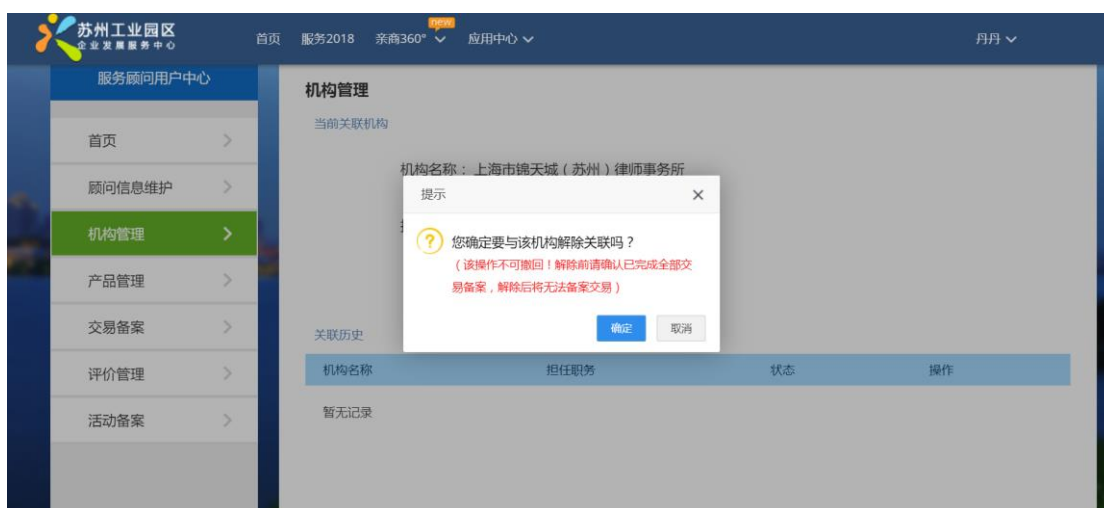 苏州工业园区
企业发展服务中心
首页 服务2018 亲商360° new 应用中心 丹丹
服务顾问用户中心
首页
顾问信息维护
机构管理
产品管理
交易备案
评价管理
活动备案
机构管理
当前关联机构
机构名称：上海市锦天城（苏州）律师事务所
提示
您确定要与该机构解除关联吗？
（该操作不可撤回！解除前请确认已完成全部交
易备案，解除后将无法备案交易）
确定 取消
关联历史
机构名称 担任职务 状态 操作
暂无记录